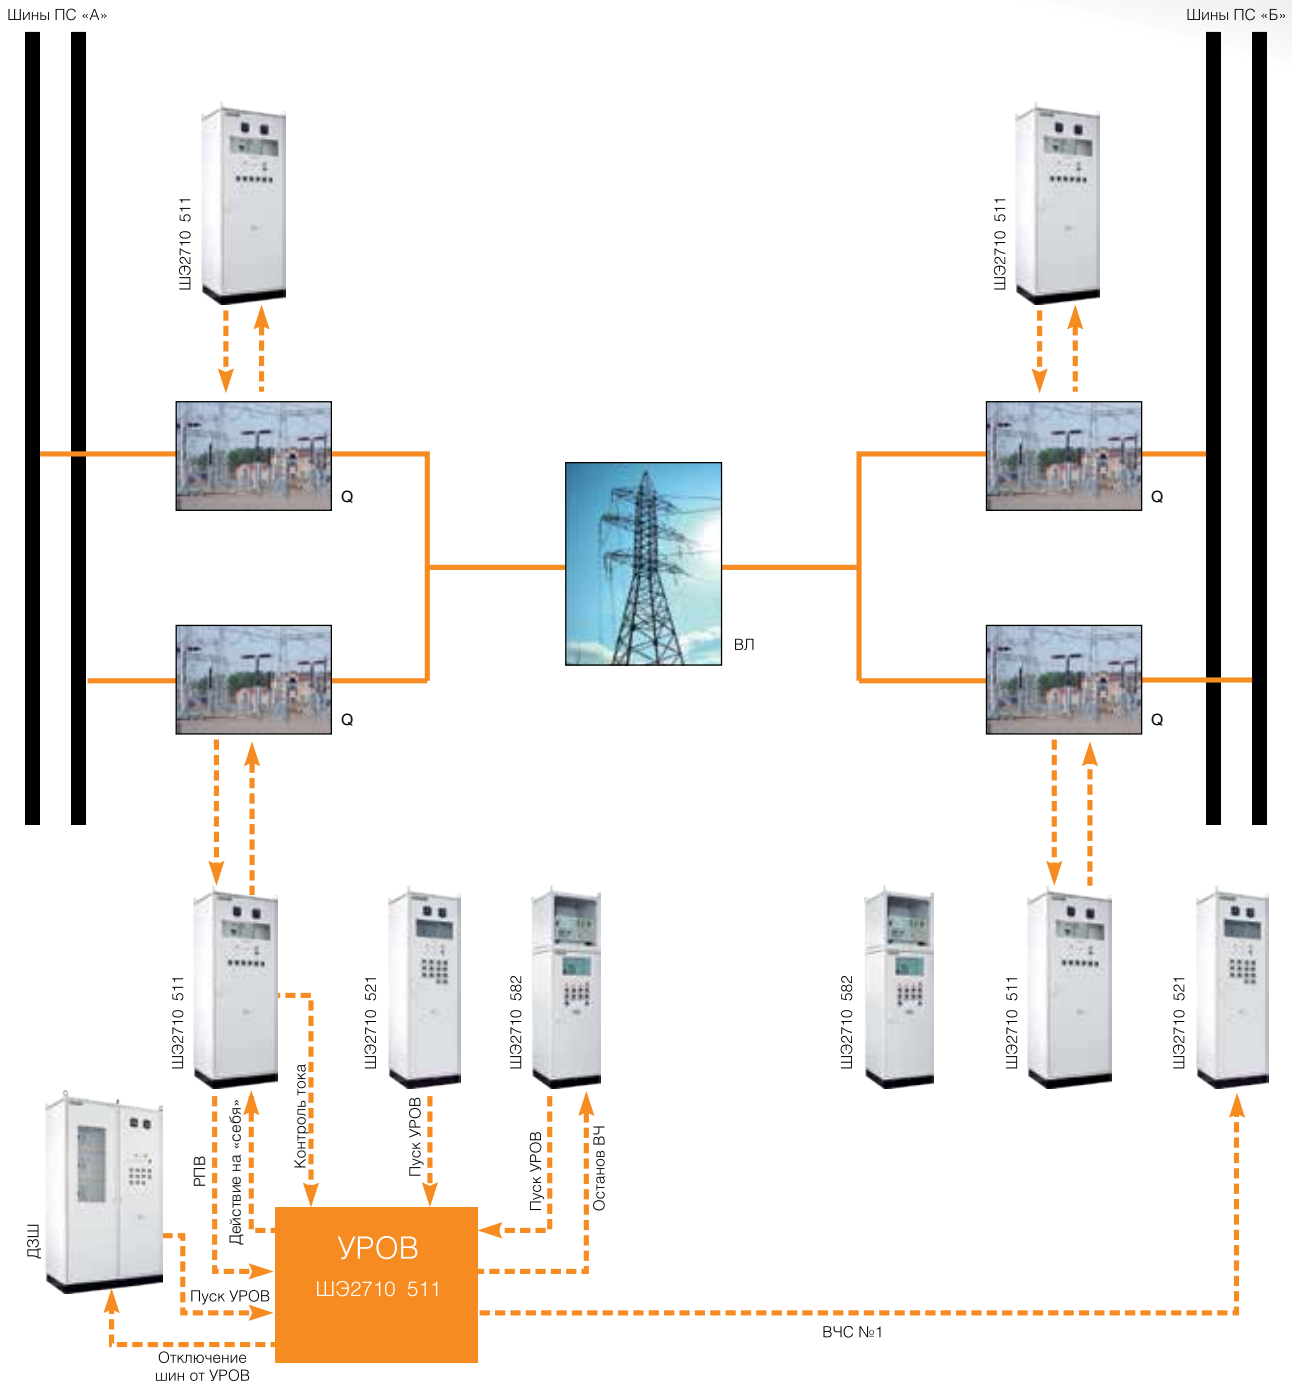 Шины ПС «А»
Шины ПС «Б»
ШЭ2710 511
ШЭ2710 511
Q
Q
ВЛ
Q
Q
ШЭ2710 511
ШЭ2710 521
ШЭ2710 582
ШЭ2710 582
ШЭ2710 511
ШЭ2710 521
ДЗШ
РПВ
Действие на «себя»
Контроль тока
Пуск УРОВ
Пуск УРОВ
Останов ВЧ
УРОВ
ШЭ2710 511
Пуск УРОВ
ВЧС №1
Отключение
шин от УРОВ